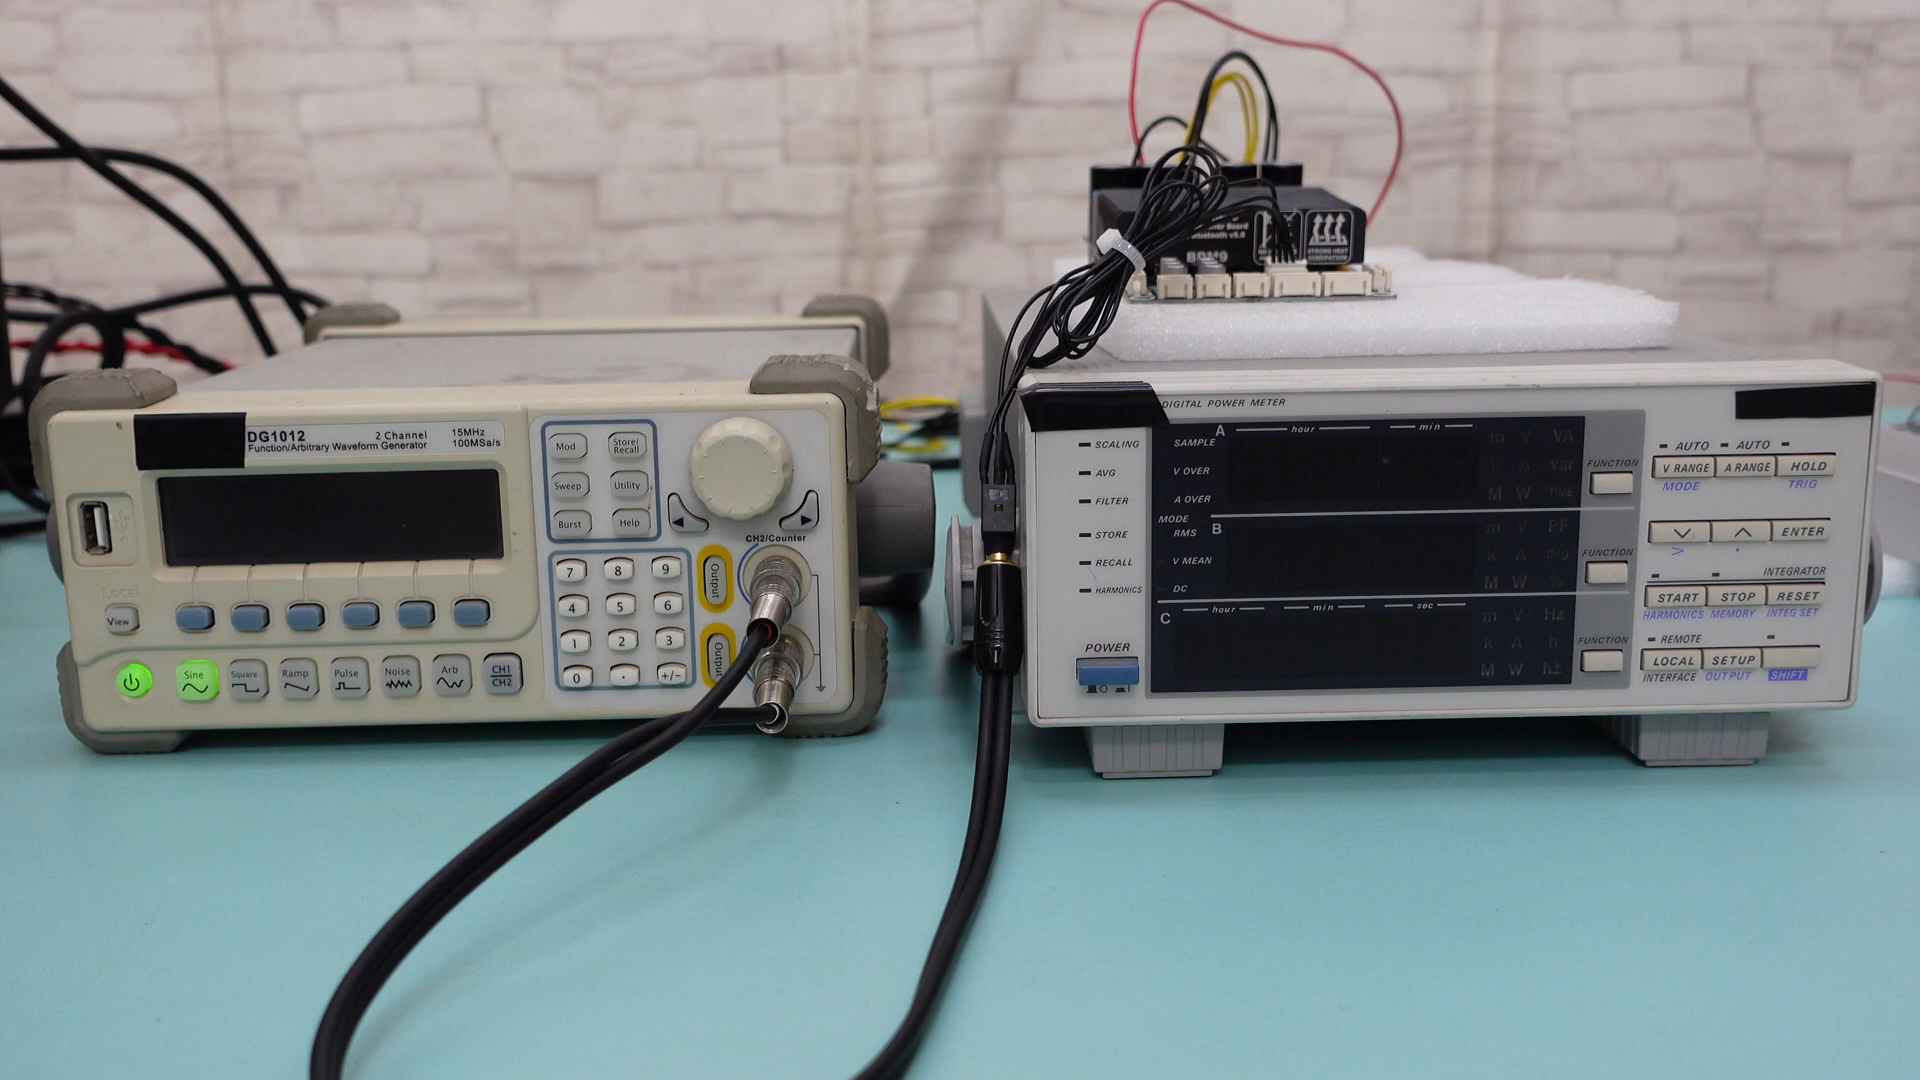 DG1012
2 Channel
15MHz
100MSa/s
Function/Arbitrary Waveform Generator
Local
View
Mod
Store/
Recall
Sweep
Utility
Burst
Help
CH2/Counter
7 8 9
4 5 6
1 2 3
0 . +/−
Output
Output
Sine
Square
Ramp
Pulse
Noise
Arb
CH1
CH2
Bluetooth v5.0
STRONG HEAT
DISSIPATION
DIGITAL POWER METER
SCALING
AVG
FILTER
STORE
RECALL
HARMONICS
POWER
SAMPLE
V OVER
A OVER
MODE
RMS
V MEAN
DC
A
hour min
m V VA
k A var
M W TIME
B
m V PF
k A deg
M W %
C
hour min sec
m V Hz
k A h
M W h±
FUNCTION
FUNCTION
FUNCTION
AUTO AUTO
V RANGE A RANGE HOLD
MODE TRIG
ENTER
INTEGRATOR
START STOP RESET
HARMONICS MEMORY INTEG SET
REMOTE
LOCAL SETUP
INTERFACE OUTPUT SHIFT